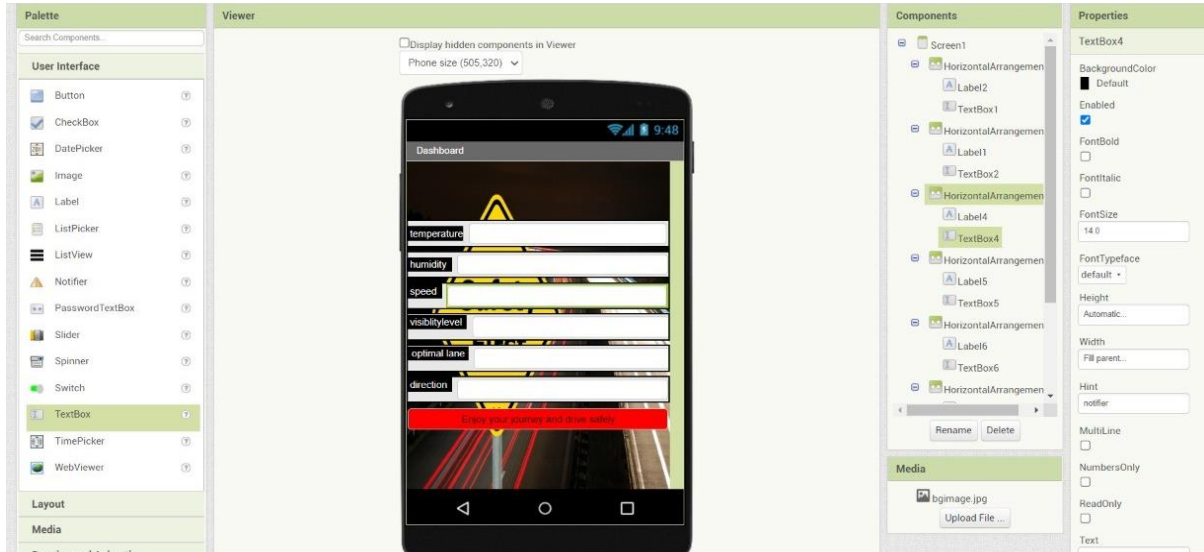 Palette
Search Components...
User Interface
Button
CheckBox
DatePicker
Image
Label
ListPicker
ListView
Notifier
PasswordTextBox
Slider
Spinner
Switch
TextBox
TimePicker
WebViewer
Layout
Media
Viewer
Display hidden components in Viewer
Phone size (505,320)
9:48
Dashboard
temperature
humidity
speed
visiblitylevel
optimal lane
direction
Enjoy your journey and drive safely
Components
Screen1
HorizontalArrangemen
Label2
TextBox1
HorizontalArrangemen
Label1
TextBox2
HorizontalArrangemen
Label4
TextBox4
HorizontalArrangemen
Label5
TextBox5
HorizontalArrangemen
Label6
TextBox6
HorizontalArrangemen
Rename Delete
Media
bgimage.jpg
Upload File ...
Properties
TextBox4
BackgroundColor
Default
Enabled
FontBold
FontItalic
FontSize
14.0
FontTypeface
default
Height
Automatic...
Width
Fill parent...
Hint
notifier
MultiLine
NumbersOnly
ReadOnly
Text